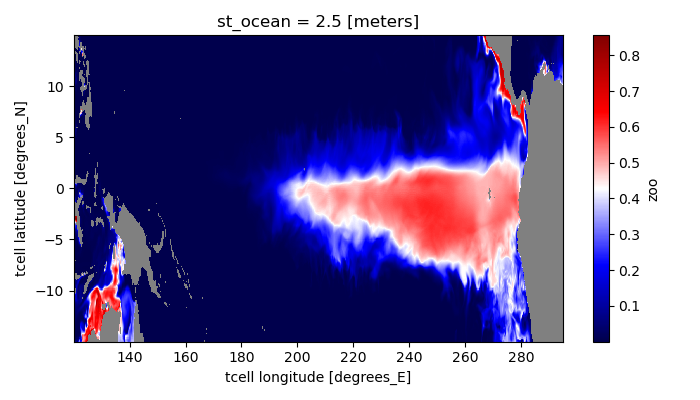 st_ocean = 2.5 [meters]
10
5
0
−5
−10
tcell latitude [degrees_N]
140 160 180 200 220 240 260 280
tcell longitude [degrees_E]
0.8
0.7
0.6
0.5
0.4
0.3
0.2
0.1
zoo